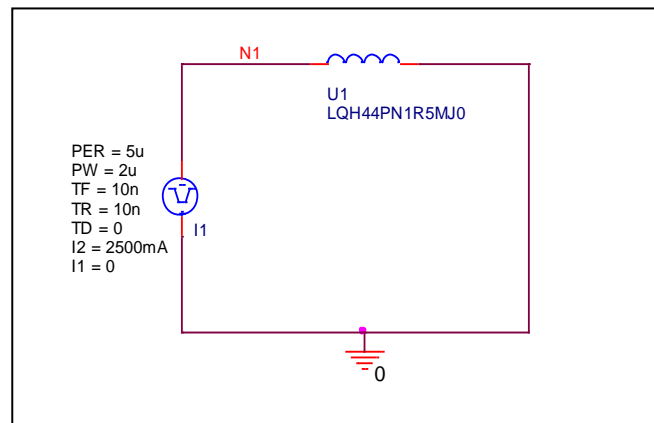 N1
U1
LQH44PN1R5MJ0
PER = 5u
PW = 2u
TF = 10n
TR = 10n
TD = 0
I2 = 2500mA
I1 = 0
I1
0